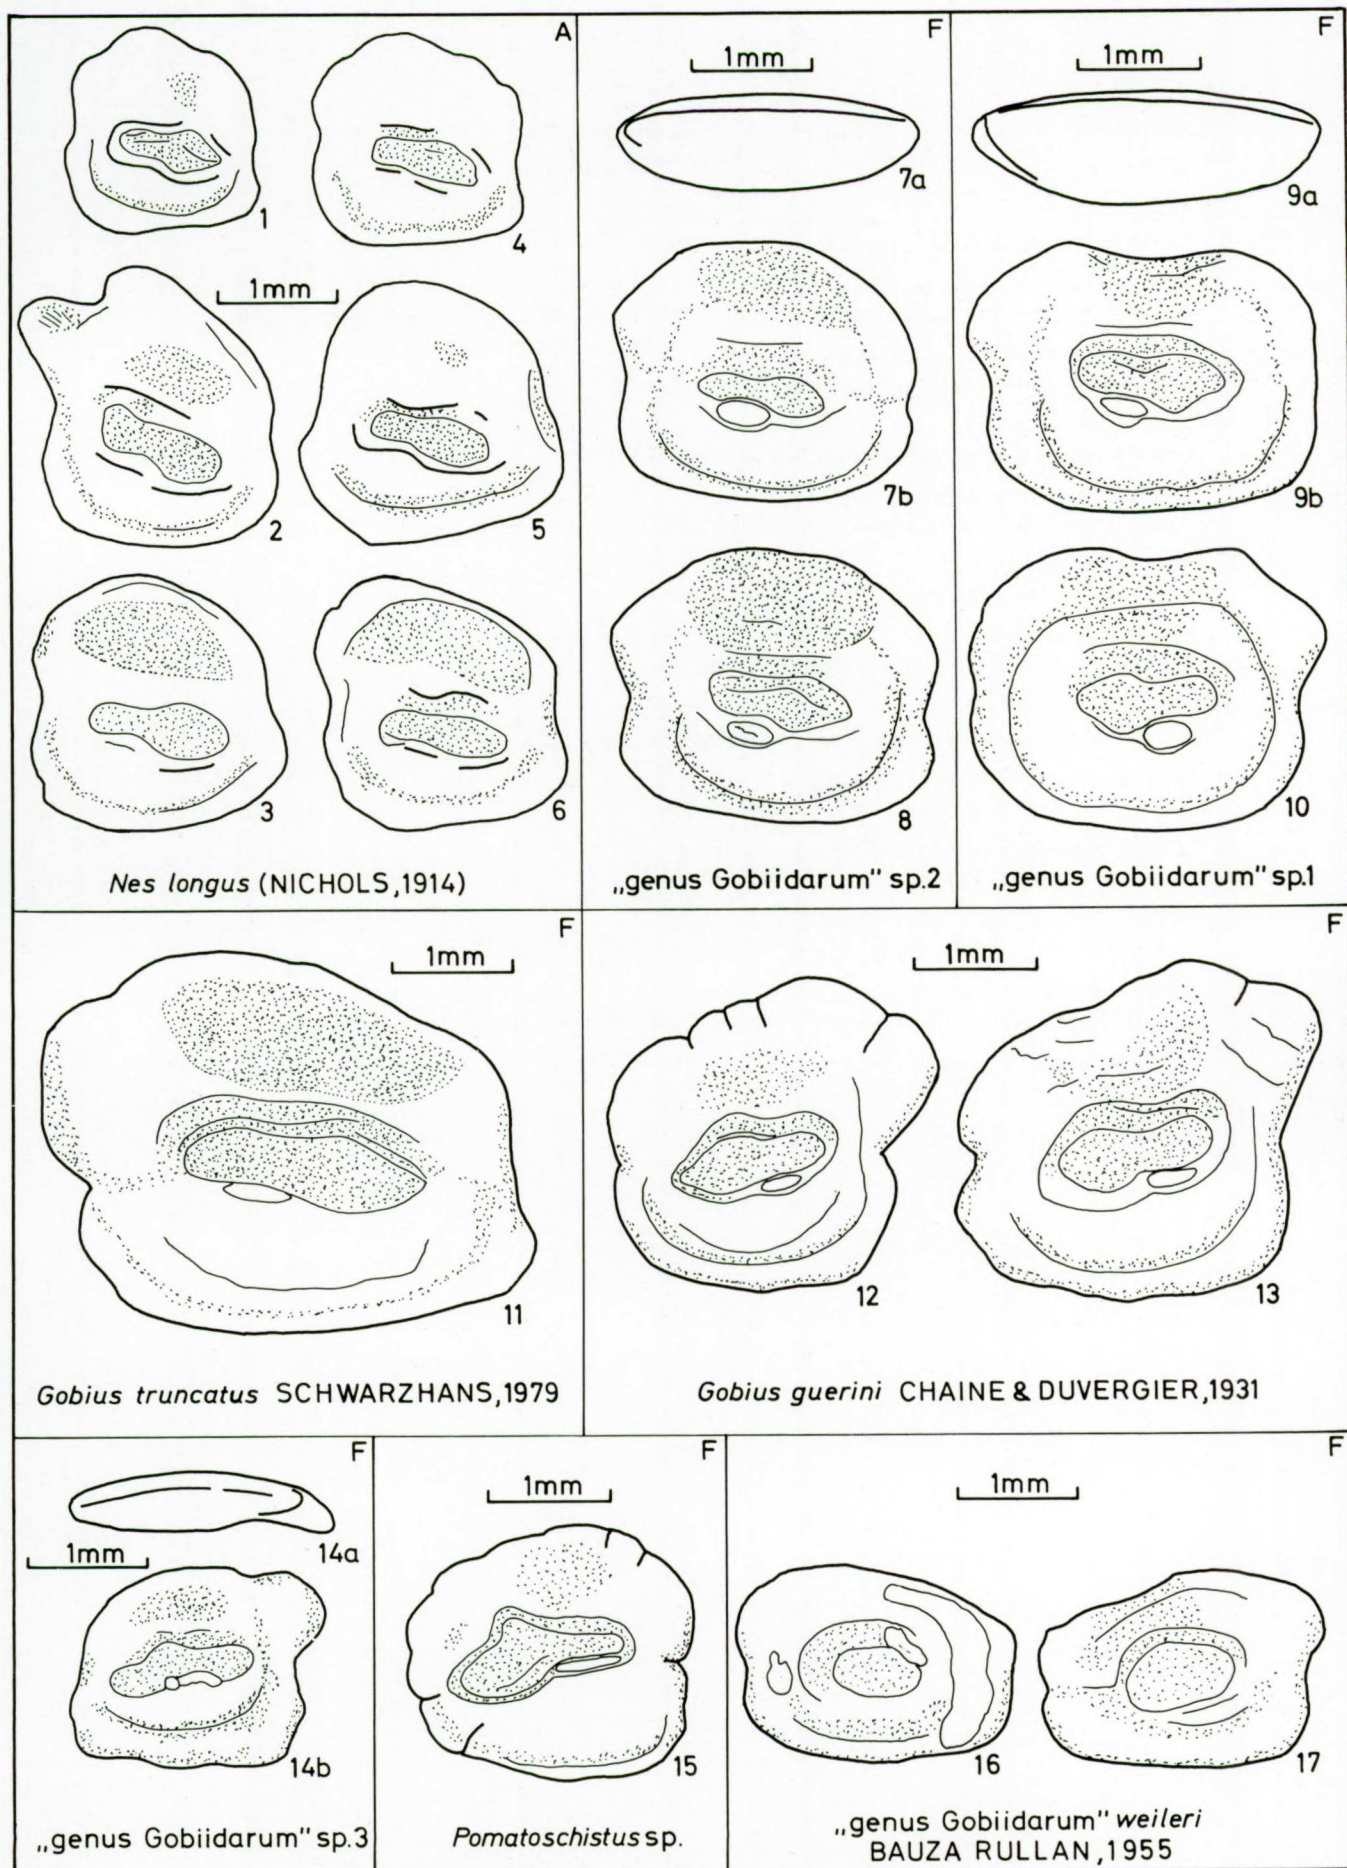 A
1
4
1mm
2
5
3
6
Nes longus (NICHOLS,1914)
F
1mm
7a
7b
8
„genus Gobiidarum" sp.2
F
1mm
9a
9b
10
„genus Gobiidarum" sp.1
F
1mm
11
Gobius truncatus SCHWARZHANS,1979
F
1mm
12
13
Gobius guerini CHAINE & DUVERGIER,1931
F
14a
1mm
14b
„genus Gobiidarum" sp.3
F
1mm
15
Pomatoschistus sp.
F
1mm
16
17
„genus Gobiidarum" weileri
BAUZA RULLAN,1955